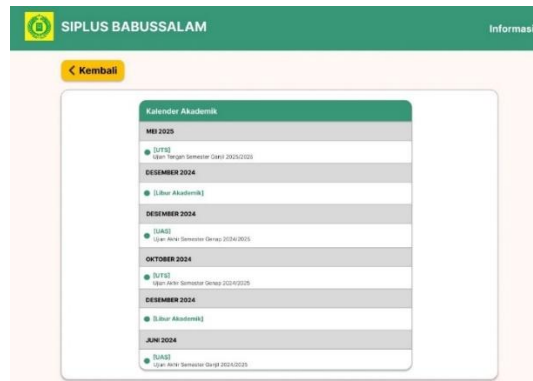 SIPLUS BABUSSALAM
Informasi
Kembali
Kalender Akademik
MEI 2025
[UTS]
Ujian Tengah Semester Ganjil 2025/2026
DESEMBER 2024
[Libur Akademik]
DESEMBER 2024
[UAS]
Ujian Akhir Semester Genap 2024/2025
OKTOBER 2024
[UTS]
Ujian Akhir Semester Genap 2024/2025
DESEMBER 2024
[Libur Akademik]
JUNI 2024
[UAS]
Ujian Akhir Semester Ganjil 2024/2025